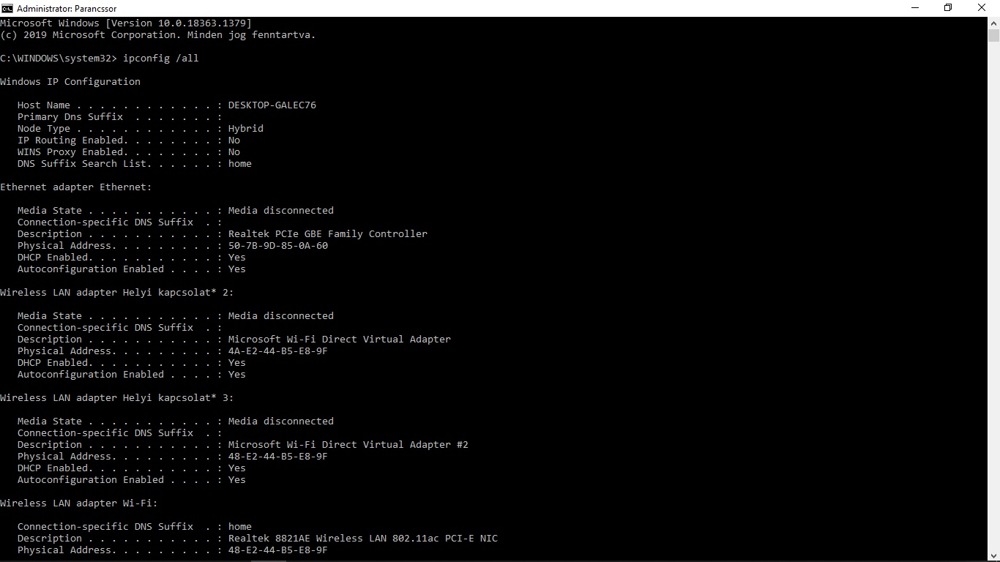 Administrator: Parancssor
Microsoft Windows [Version 10.0.18363.1379]
(c) 2019 Microsoft Corporation. Minden jog fenntartva.
C:\WINDOWS\system32> ipconfig /all
Windows IP Configuration
Host Name . . . . . . . . . . . . : DESKTOP-GALEC76
Primary Dns Suffix  . . . . . . . :
Node Type . . . . . . . . . . . . : Hybrid
IP Routing Enabled. . . . . . . . : No
WINS Proxy Enabled. . . . . . . . : No
DNS Suffix Search List. . . . . . : home
Ethernet adapter Ethernet:
Media State . . . . . . . . . . . : Media disconnected
Connection-specific DNS Suffix  . :
Description . . . . . . . . . . . : Realtek PCIe GBE Family Controller
Physical Address. . . . . . . . . : 50-7B-9D-85-0A-60
DHCP Enabled. . . . . . . . . . . : Yes
Autoconfiguration Enabled . . . . : Yes
Wireless LAN adapter Helyi kapcsolat* 2:
Media State . . . . . . . . . . . : Media disconnected
Connection-specific DNS Suffix  . :
Description . . . . . . . . . . . : Microsoft Wi-Fi Direct Virtual Adapter
Physical Address. . . . . . . . . : 4A-E2-44-B5-E8-9F
DHCP Enabled. . . . . . . . . . . : Yes
Autoconfiguration Enabled . . . . : Yes
Wireless LAN adapter Helyi kapcsolat* 3:
Media State . . . . . . . . . . . : Media disconnected
Connection-specific DNS Suffix  . :
Description . . . . . . . . . . . : Microsoft Wi-Fi Direct Virtual Adapter #2
Physical Address. . . . . . . . . : 48-E2-44-B5-E8-9F
DHCP Enabled. . . . . . . . . . . : Yes
Autoconfiguration Enabled . . . . : Yes
Wireless LAN adapter Wi-Fi:
Connection-specific DNS Suffix  . : home
Description . . . . . . . . . . . : Realtek 8821AE Wireless LAN 802.11ac PCI-E NIC
Physical Address. . . . . . . . . : 48-E2-44-B5-E8-9F